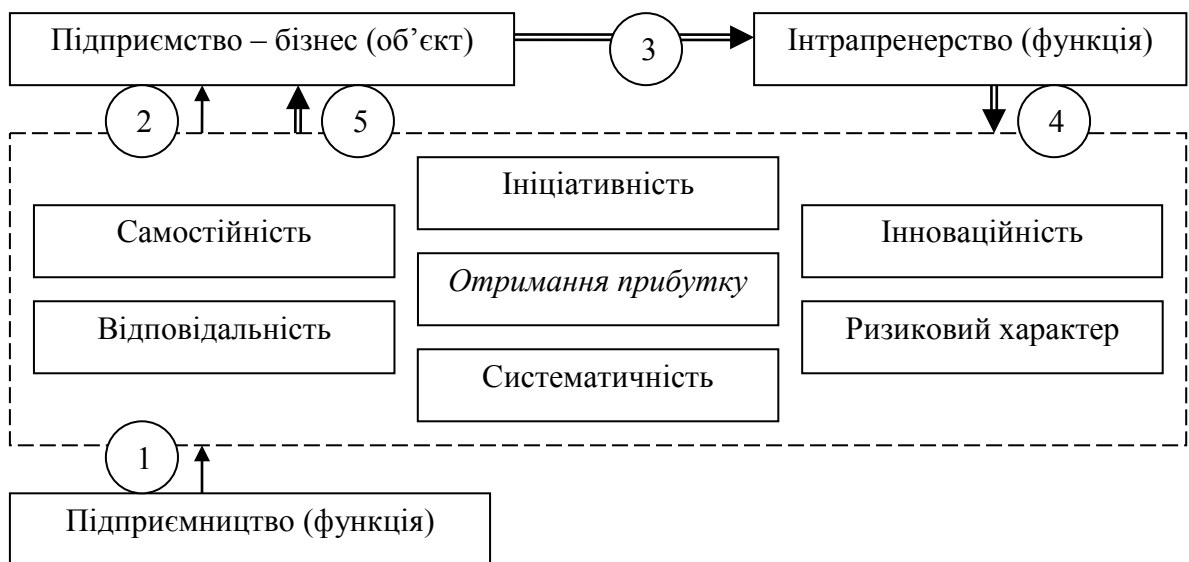 Підприємство – бізнес (об’єкт)
3
Інтрапренерство (функція)
2
5
4
Ініціативність
Самостійність
Інноваційність
Отримання прибутку
Відповідальність
Ризиковий характер
Систематичність
1
Підприємництво (функція)